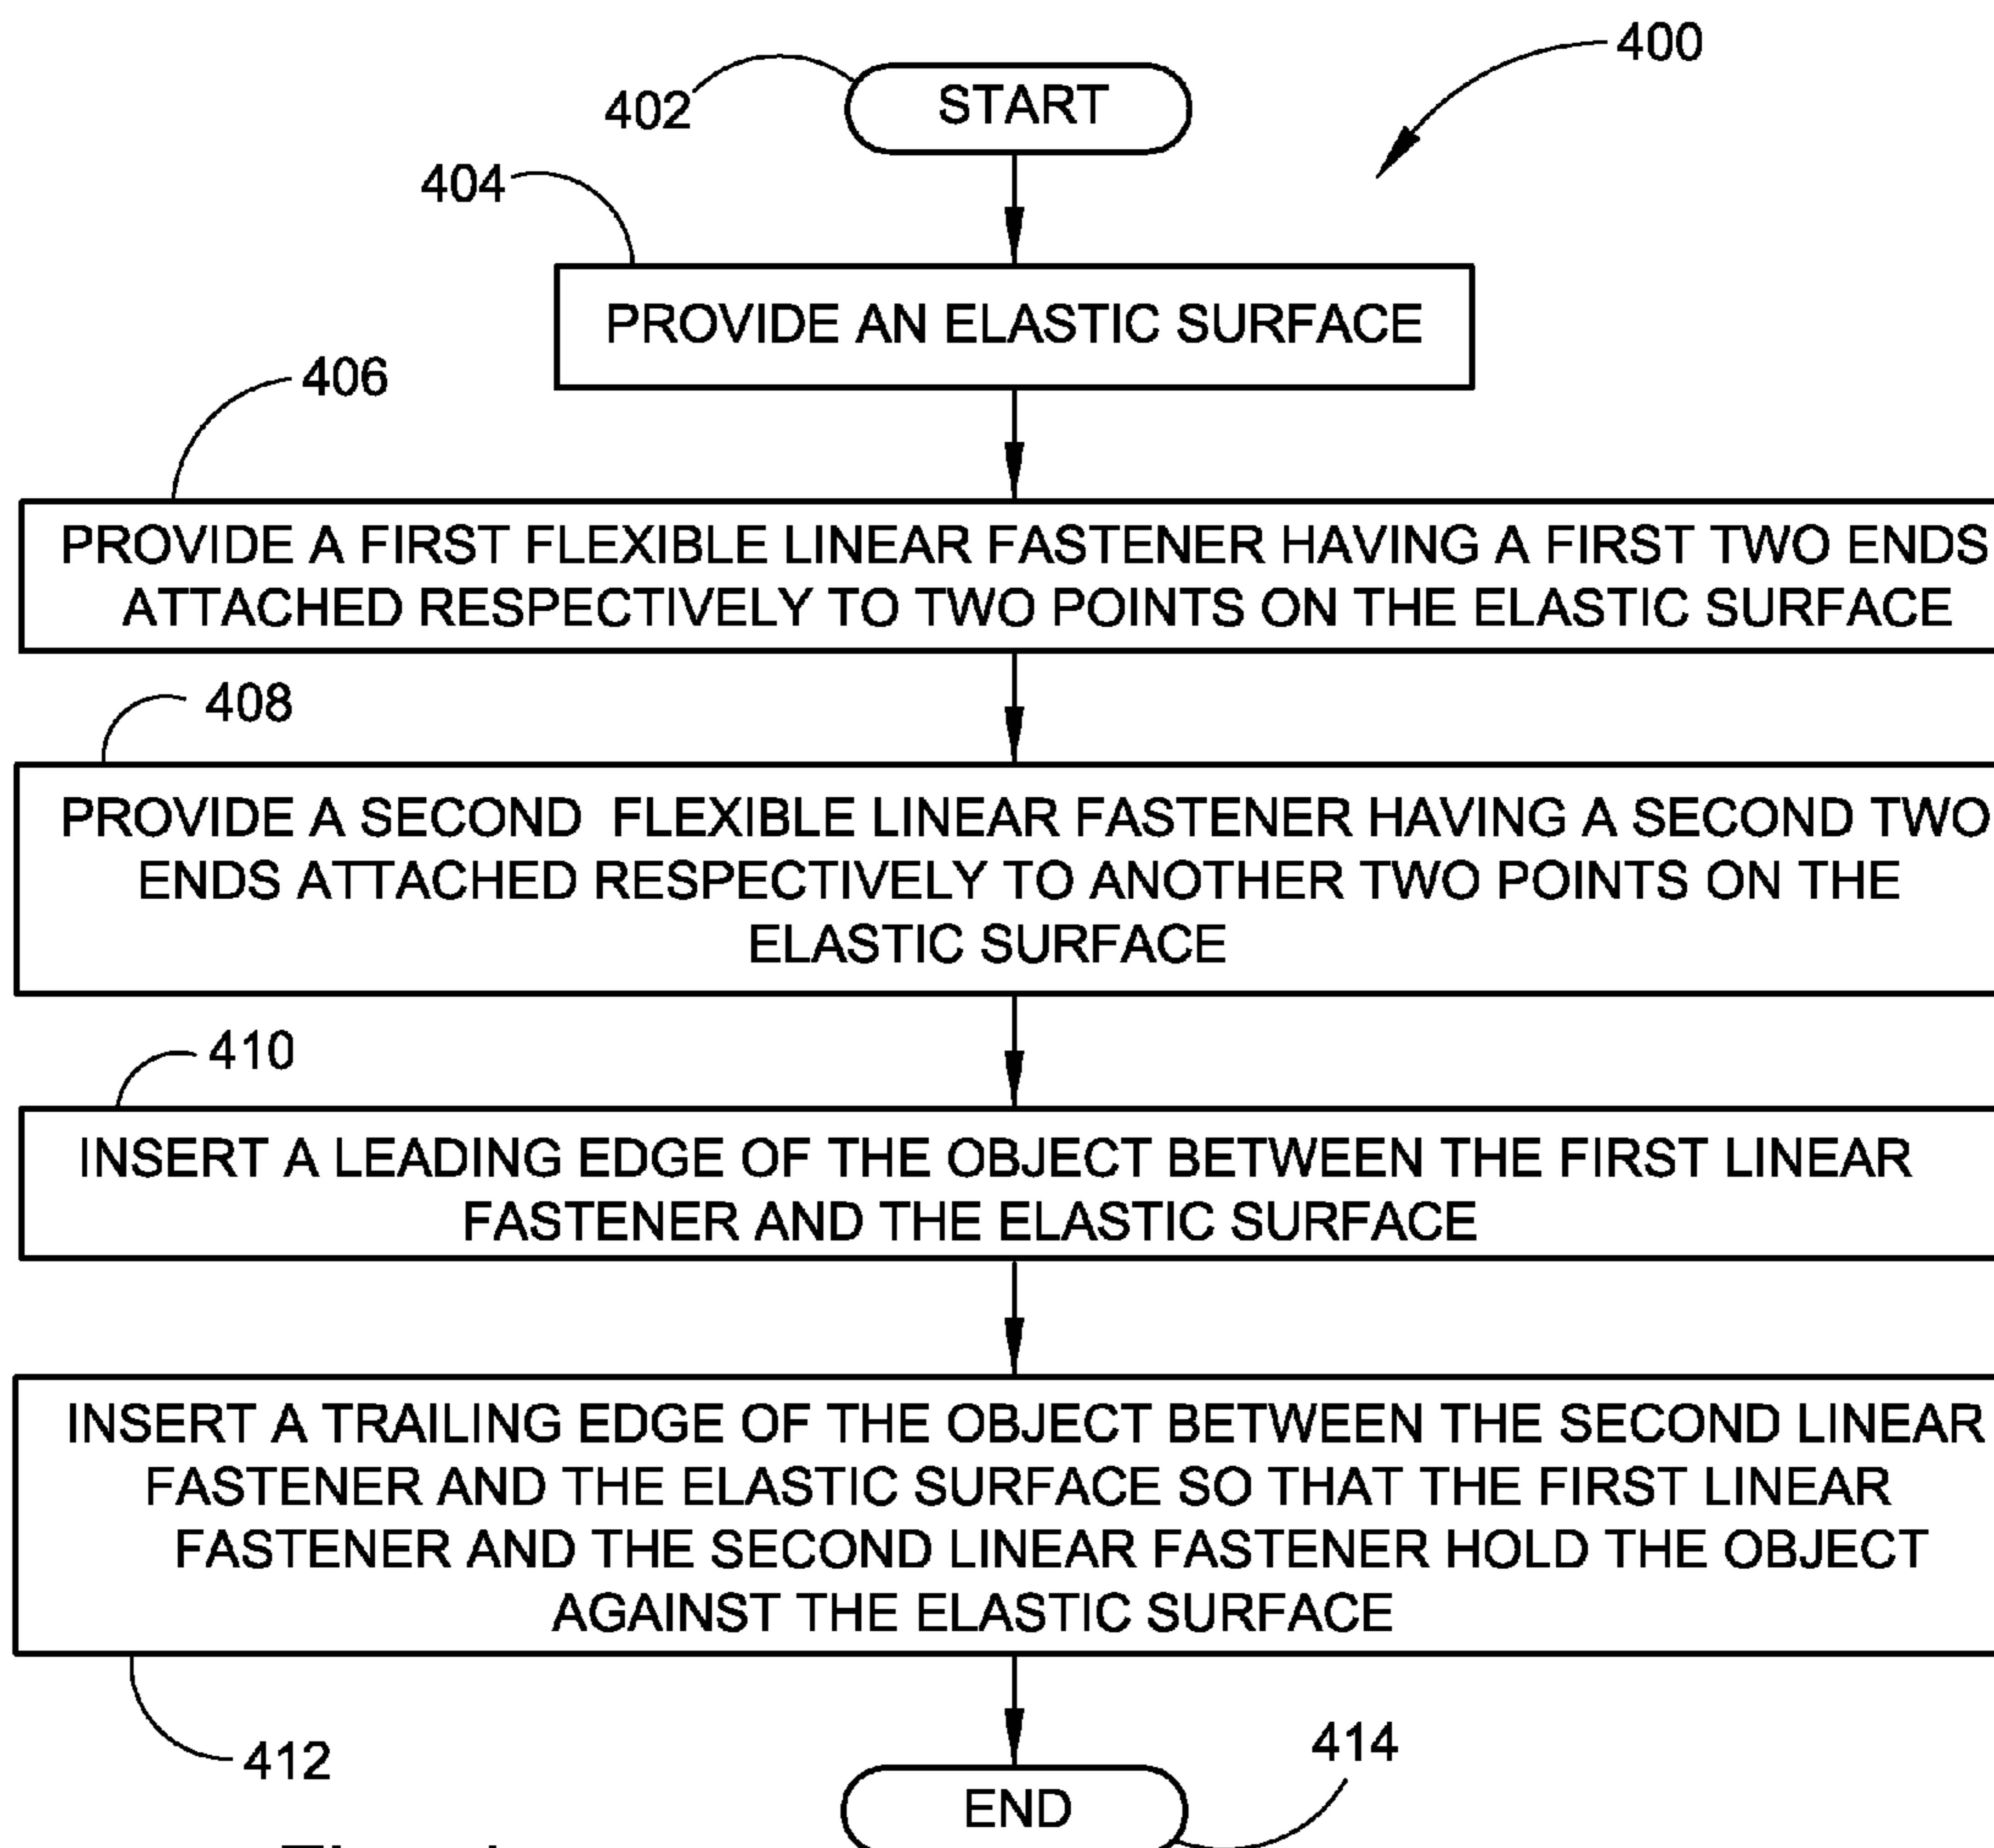 400
402
START
404
PROVIDE AN ELASTIC SURFACE
406
PROVIDE A FIRST FLEXIBLE LINEAR FASTENER HAVING A FIRST TWO ENDS
ATTACHED RESPECTIVELY TO TWO POINTS ON THE ELASTIC SURFACE
408
PROVIDE A SECOND FLEXIBLE LINEAR FASTENER HAVING A SECOND TWO
ENDS ATTACHED RESPECTIVELY TO ANOTHER TWO POINTS ON THE
ELASTIC SURFACE
410
INSERT A LEADING EDGE OF THE OBJECT BETWEEN THE FIRST LINEAR
FASTENER AND THE ELASTIC SURFACE
INSERT A TRAILING EDGE OF THE OBJECT BETWEEN THE SECOND LINEAR
FASTENER AND THE ELASTIC SURFACE SO THAT THE FIRST LINEAR
FASTENER AND THE SECOND LINEAR FASTENER HOLD THE OBJECT
AGAINST THE ELASTIC SURFACE
412
414
END